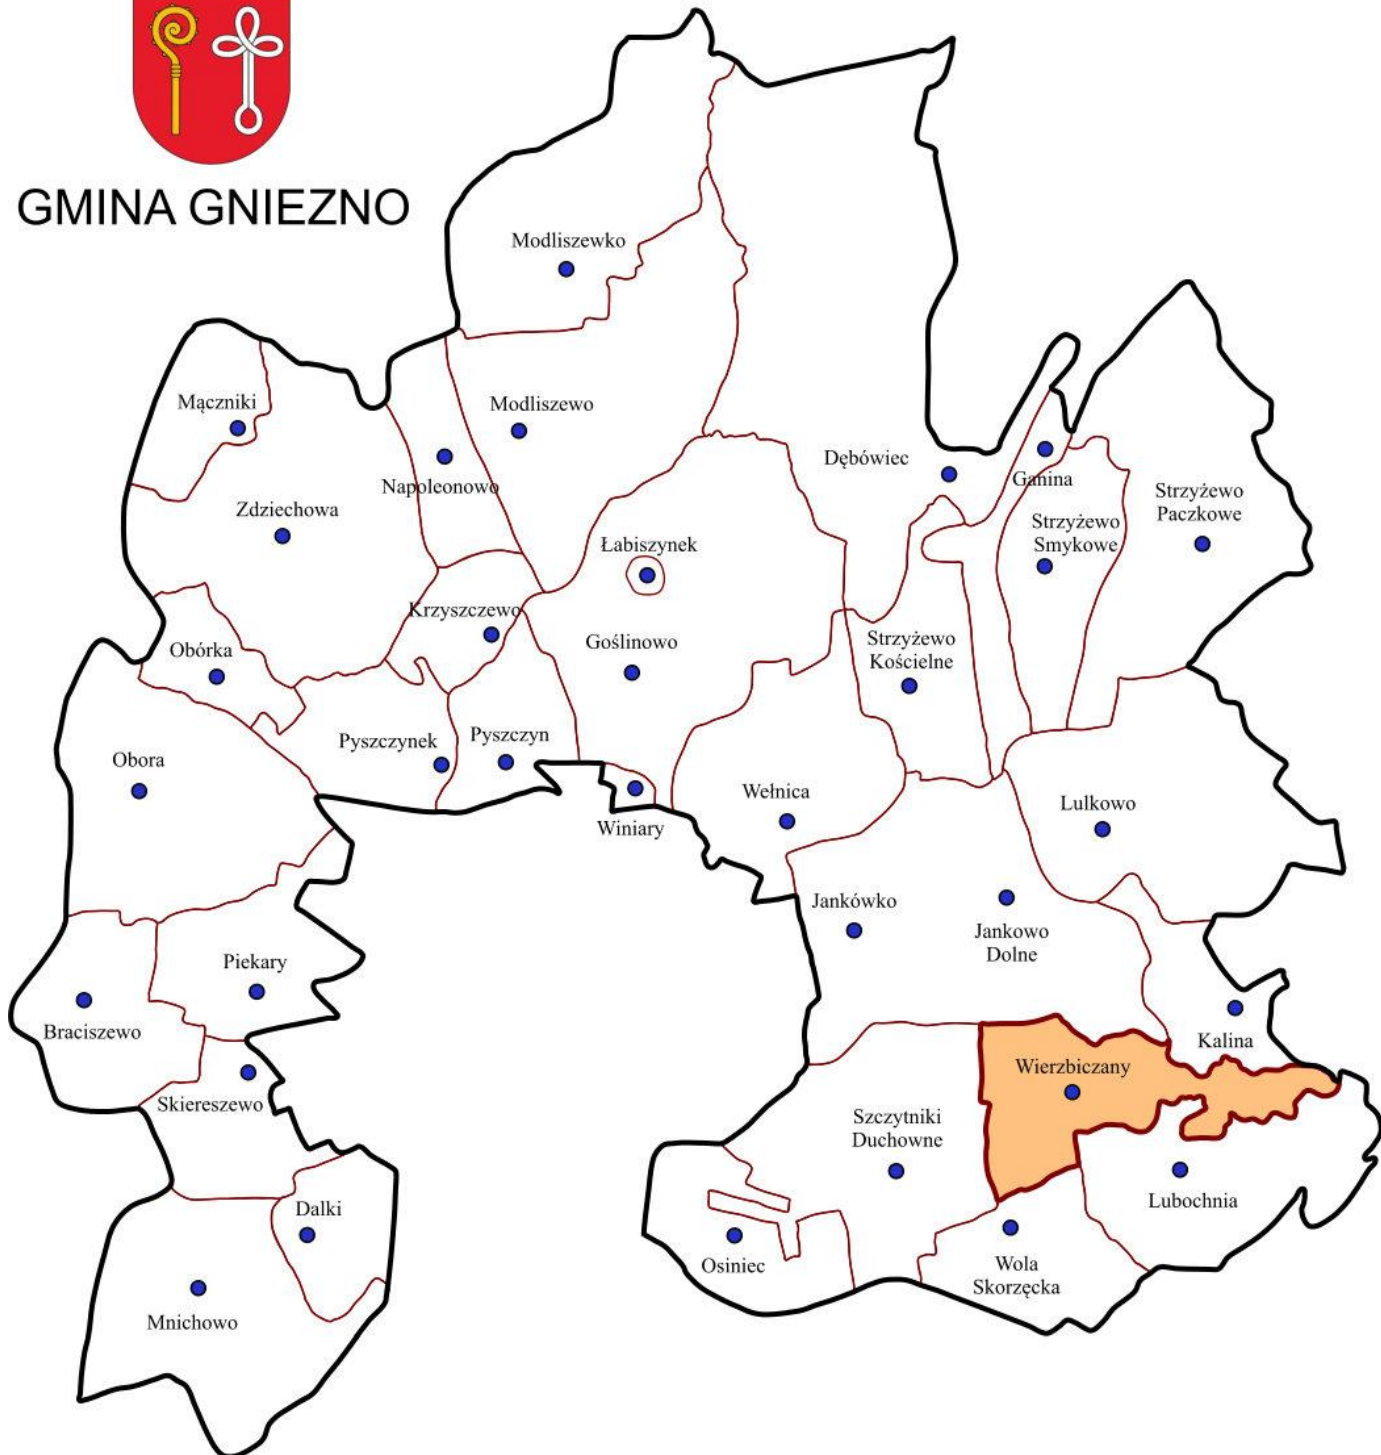 GMINA GNIEZNO
Modliszewko
Mączniki
Modliszewo
Napoleonowo
Dębówiec
Ganina
Strzyżewo
Paczkowe
Zdziechowa
Strzyżewo
Smykowe
Łabiszynek
Krzyszczewo
Obórka
Goślinowo
Strzyżewo
Kościelne
Pyszczynek
Pyszczyn
Obora
Wełnica
Lulkowo
Winiary
Jankówko
Jankowo
Dolne
Piekary
Braciszewo
Kalina
Wierzbiczany
Skiereszewo
Szczytniki
Duchowne
Dalki
Lubochnia
Osiniec
Wola
Skorzęcka
Mnichowo